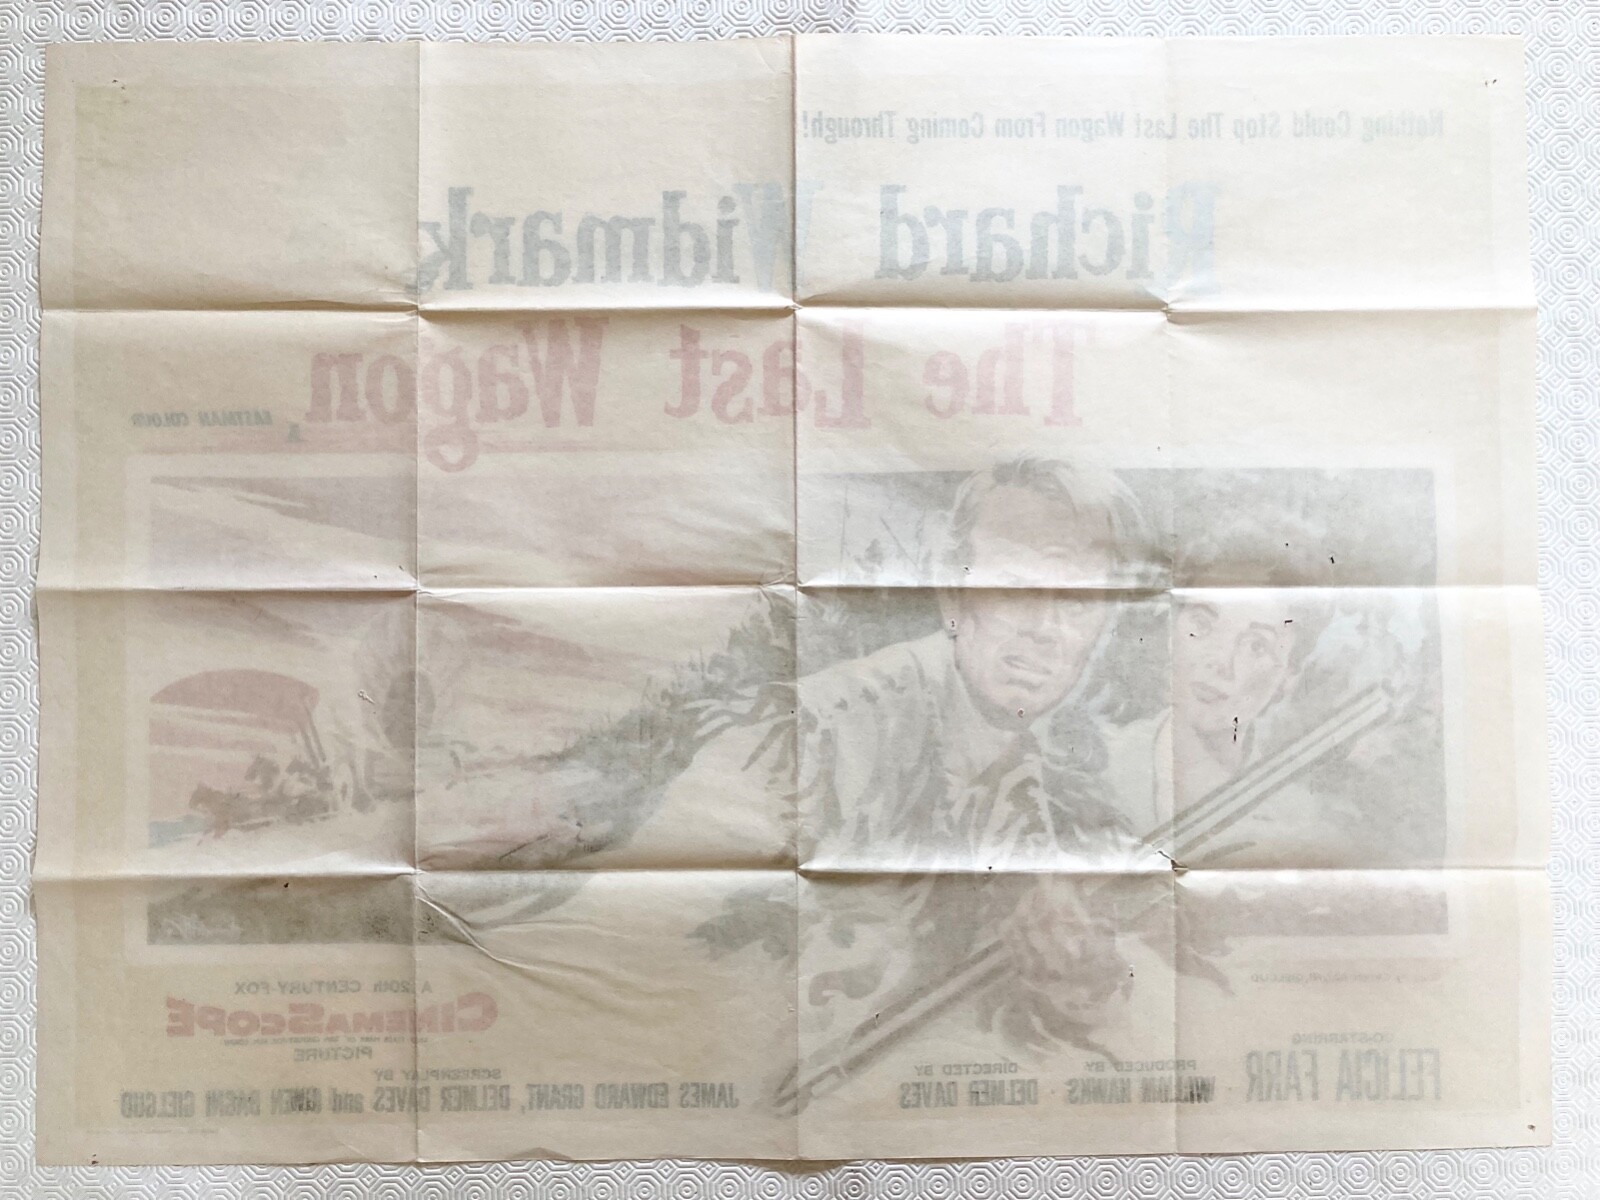 Nothing Could Stop The Last Wagon From Coming Through!
Richard Widmark
The Last Wagon
EASTMAN COLOUR
A 20th CENTURY-FOX
CINEMASCOPE
PICTURE
CO-STARRING
FELICIA FARR
PRODUCED BY
WILLIAM HAWKS
DIRECTED BY
DELMER DAVES
SCREENPLAY BY
JAMES EDWARD GRANT, DELMER DAVES and GWEN BAGNI GIELGUD